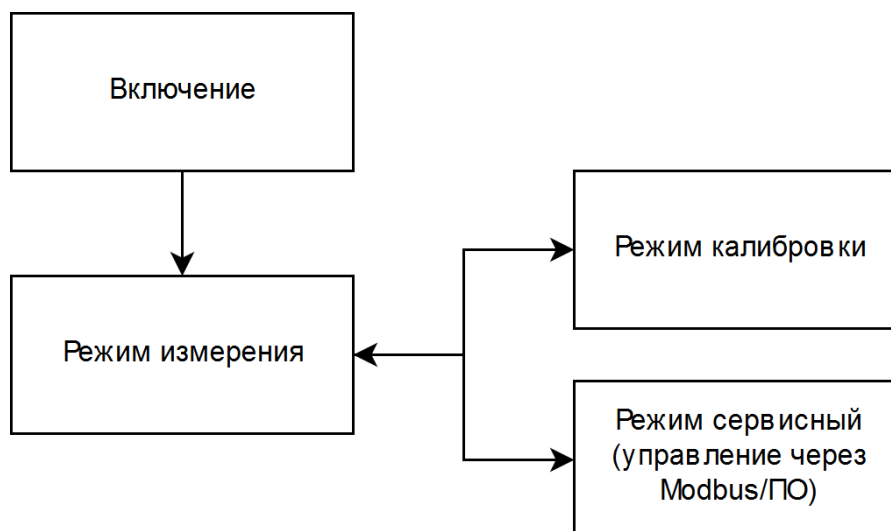 Включение
Режим калибровки
Режим измерения
Режим сервисный
(управление через
Modbus/ПО)